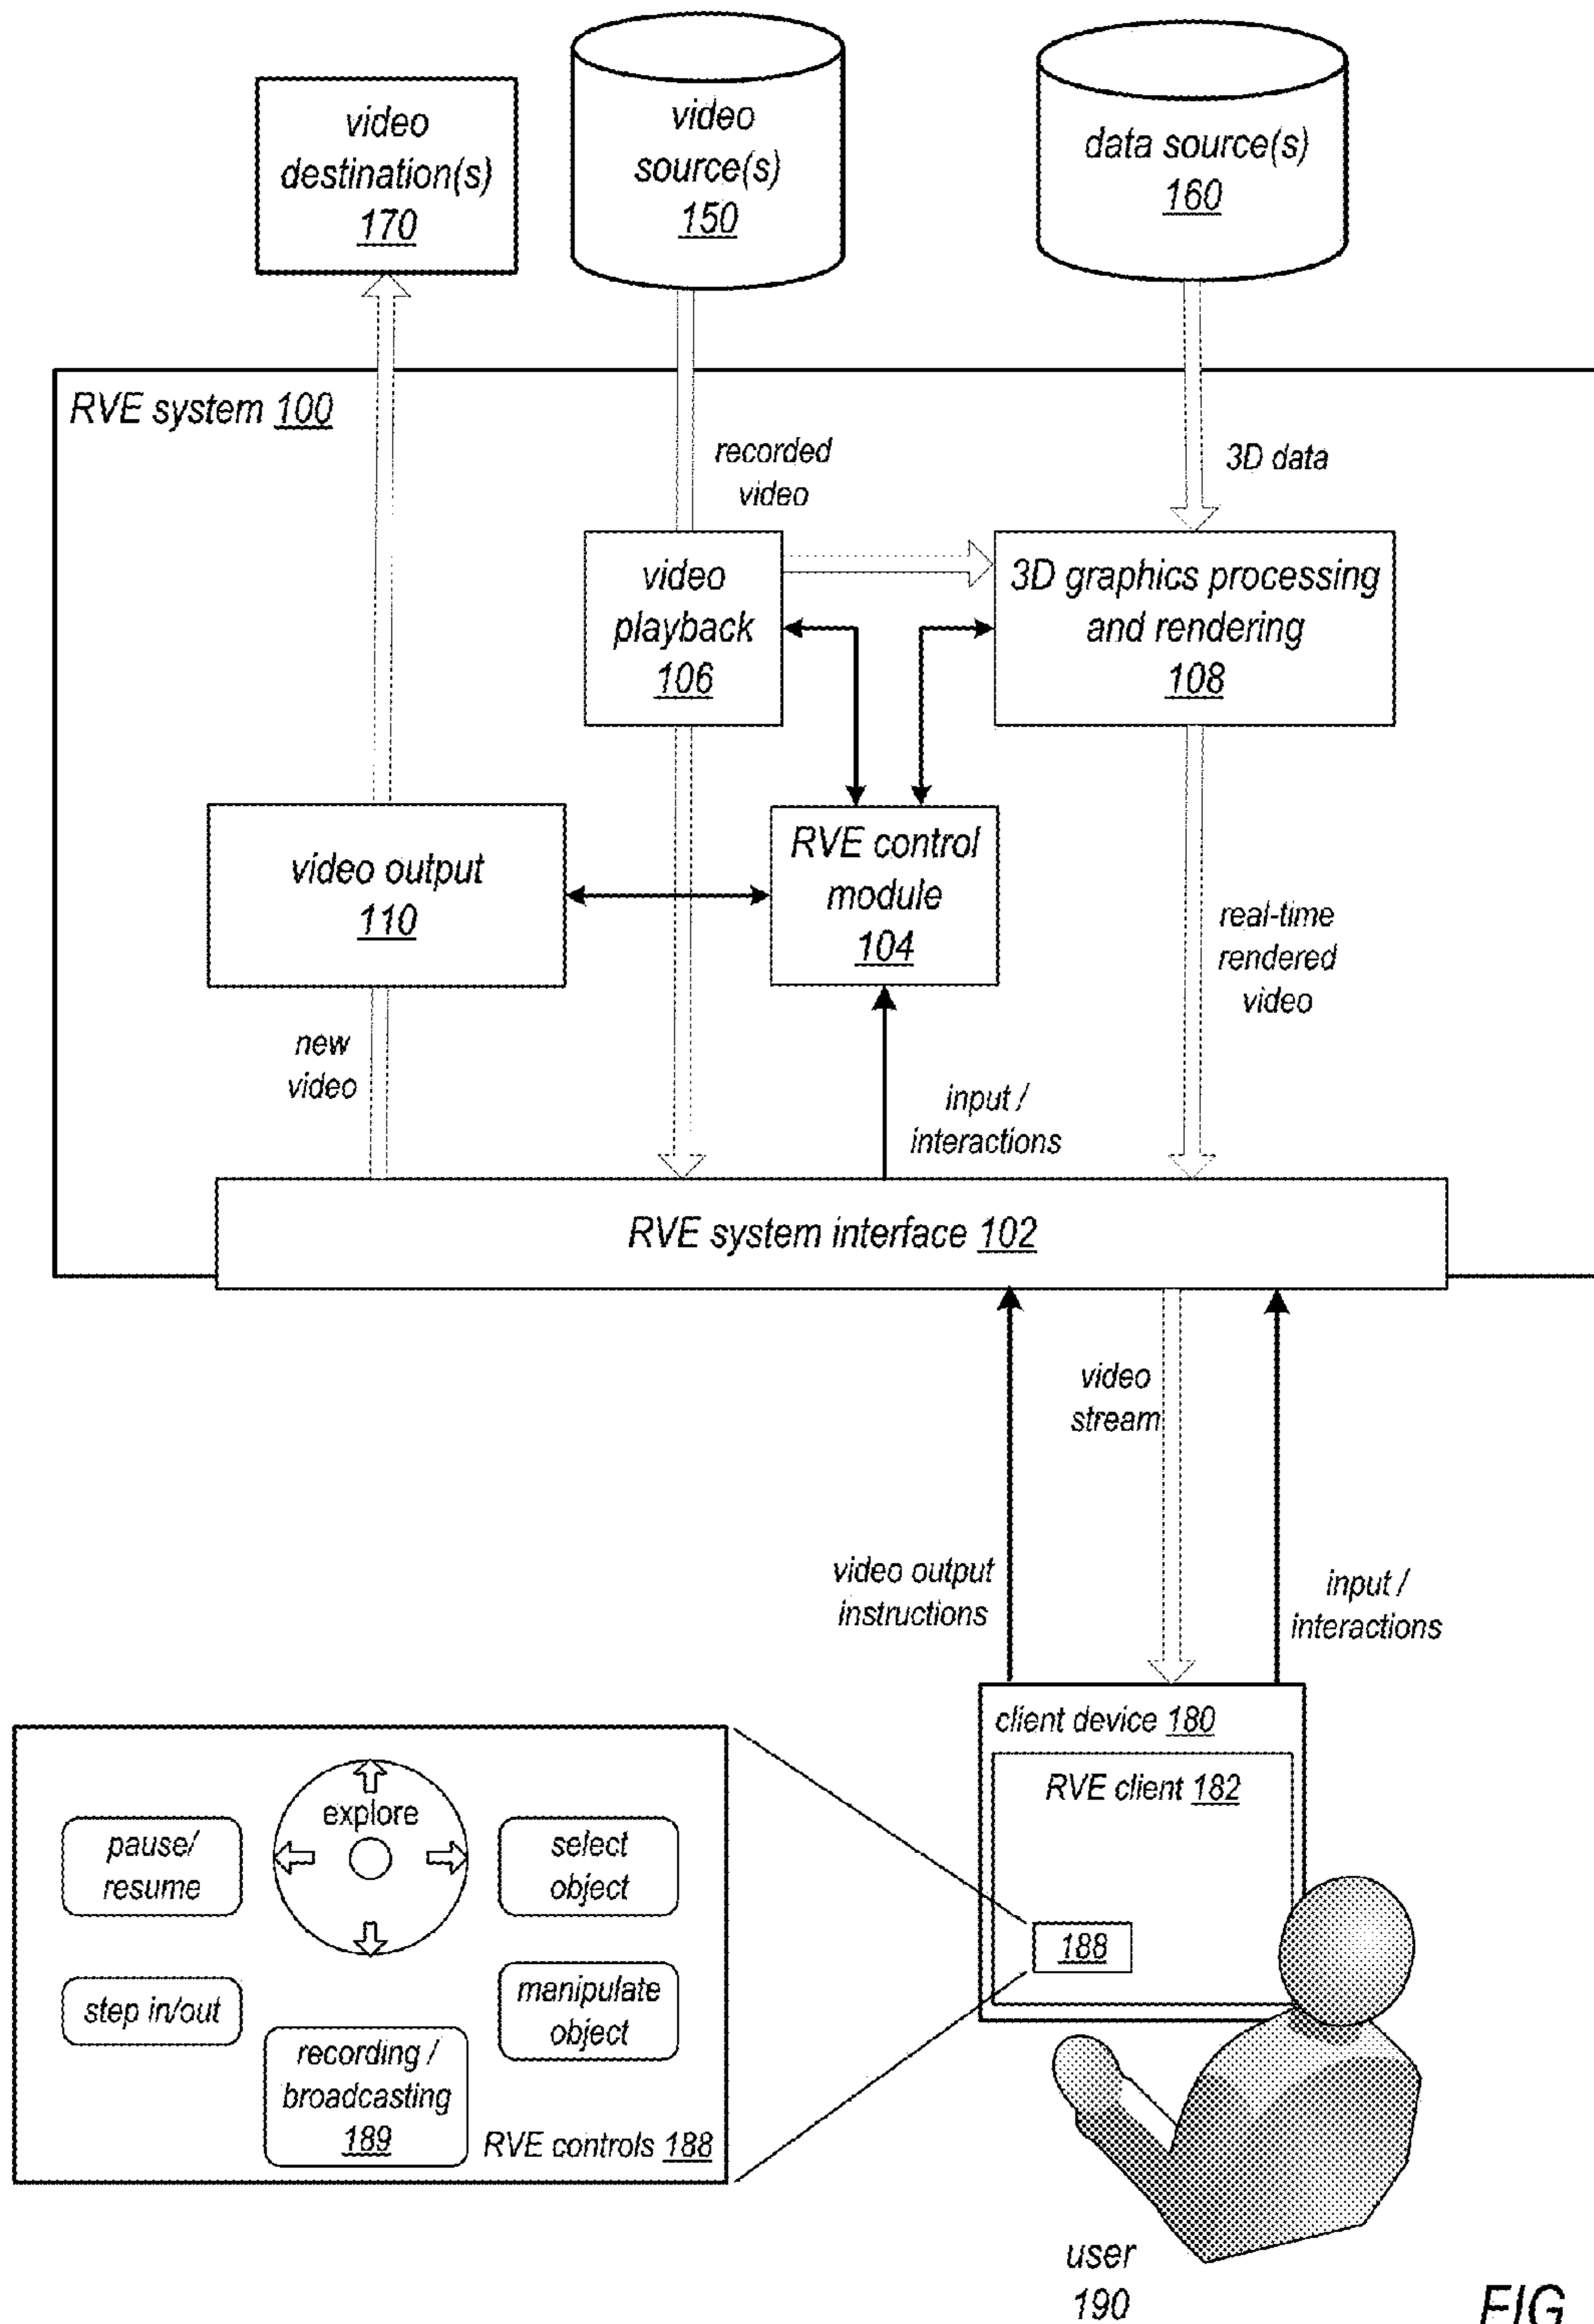 video
destination(s)
170
video
source(s)
150
data source(s)
160
RVE system 100
recorded
video
3D data
video
playback
106
3D graphics processing
and rendering
108
video output
110
RVE control
module
104
real-time
rendered
video
new
video
input /
interactions
RVE system interface 102
video
stream
video output
instructions
input /
interactions
client device 180
RVE client 182
188
explore
pause/
resume
select
object
step in/out
manipulate
object
recording /
broadcasting
189
RVE controls 188
user
190
FIG